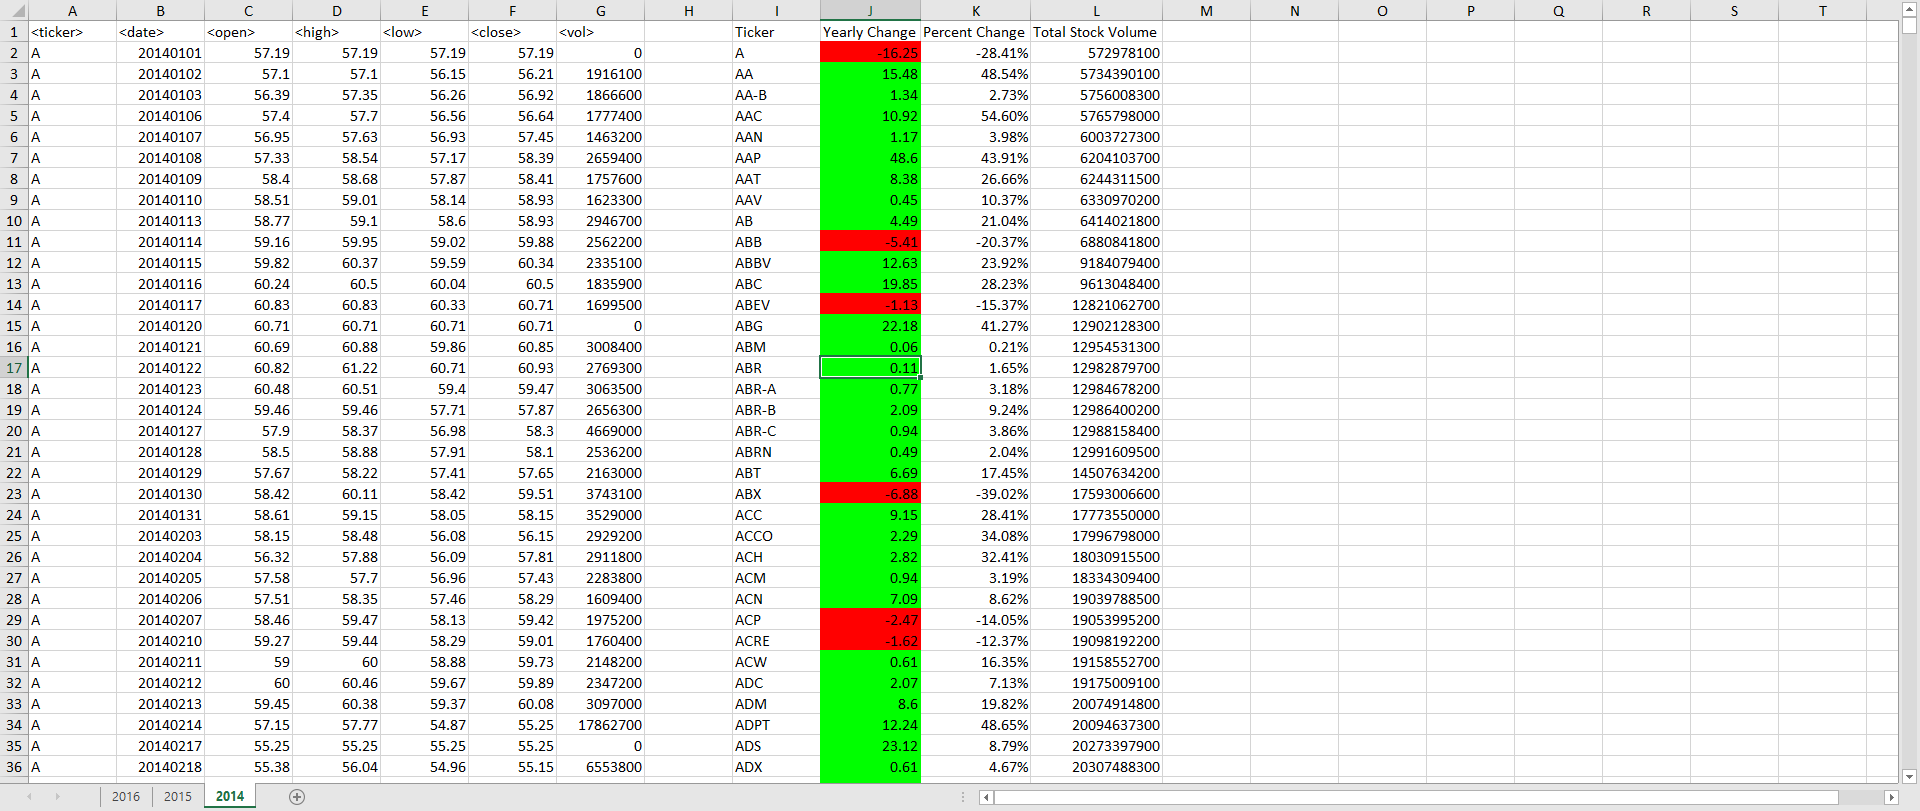 A B C D E F G H I J K L M N O P Q R S T
1 <ticker> <date> <open> <high> <low> <close> <vol> Ticker Yearly Change Percent Change Total Stock Volume
2 A 20140101 57.19 57.19 57.19 57.19 0 A -16.25 -28.41% 572978100
3 A 20140102 57.1 57.1 56.15 56.21 1916100 AA 15.48 48.54% 5734390100
4 A 20140103 56.39 57.35 56.26 56.92 1866600 AA-B 1.34 2.73% 5756008300
5 A 20140106 57.4 57.7 56.56 56.64 1777400 AAC 10.92 54.60% 5765798000
6 A 20140107 56.95 57.63 56.93 57.45 1463200 AAN 1.17 3.98% 6003727300
7 A 20140108 57.33 58.54 57.17 58.39 2659400 AAP 48.6 43.91% 6204103700
8 A 20140109 58.4 58.68 57.87 58.41 1757600 AAT 8.38 26.66% 6244311500
9 A 20140110 58.51 59.01 58.14 58.93 1623300 AAV 0.45 10.37% 6330970200
10 A 20140113 58.77 59.1 58.6 58.93 2946700 AB 4.49 21.04% 6414021800
11 A 20140114 59.16 59.95 59.02 59.88 2562200 ABB -5.41 -20.37% 6880841800
12 A 20140115 59.82 60.37 59.59 60.34 2335100 ABBV 12.63 23.92% 9184079400
13 A 20140116 60.24 60.5 60.04 60.5 1835900 ABC 19.85 28.23% 9613048400
14 A 20140117 60.83 60.83 60.33 60.71 1699500 ABEV -1.13 -15.37% 12821062700
15 A 20140120 60.71 60.71 60.71 60.71 0 ABG 22.18 41.27% 12902128300
16 A 20140121 60.69 60.88 59.86 60.85 3008400 ABM 0.06 0.21% 12954531300
17 A 20140122 60.82 61.22 60.71 60.93 2769300 ABR 0.11 1.65% 12982879700
18 A 20140123 60.48 60.51 59.4 59.47 3063500 ABR-A 0.77 3.18% 12984678200
19 A 20140124 59.46 59.46 57.71 57.87 2656300 ABR-B 2.09 9.24% 12986400200
20 A 20140127 57.9 58.37 56.98 58.3 4669000 ABR-C 0.94 3.86% 12988158400
21 A 20140128 58.5 58.88 57.91 58.1 2536200 ABRN 0.49 2.04% 12991609500
22 A 20140129 57.67 58.22 57.41 57.65 2163000 ABT 6.69 17.45% 14507634200
23 A 20140130 58.42 60.11 58.42 59.51 3743100 ABX -6.88 -39.02% 17593006600
24 A 20140131 58.61 59.15 58.05 58.15 3529000 ACC 9.15 28.41% 17773550000
25 A 20140203 58.15 58.48 56.08 56.15 2929200 ACCO 2.29 34.08% 17996798000
26 A 20140204 56.32 57.88 56.09 57.81 2911800 ACH 2.82 32.41% 18030915500
27 A 20140205 57.58 57.7 56.96 57.43 2283800 ACM 0.94 3.19% 18334309400
28 A 20140206 57.51 58.35 57.46 58.29 1609400 ACN 7.09 8.62% 19039788500
29 A 20140207 58.46 59.47 58.13 59.42 1975200 ACP -2.47 -14.05% 19053995200
30 A 20140210 59.27 59.44 58.29 59.01 1760400 ACRE -1.62 -12.37% 19098192200
31 A 20140211 59 60 58.88 59.73 2148200 ACW 0.61 16.35% 19158552700
32 A 20140212 60 60.46 59.67 59.89 2347100 ADC 2.07 7.13% 19175009100
33 A 20140213 59.45 60.38 59.37 60.08 3097000 ADM 8.6 19.82% 20074914800
34 A 20140214 57.15 57.77 54.87 55.25 17862700 ADPT 12.24 48.65% 20094637300
35 A 20140217 55.25 55.25 55.25 55.25 0 ADS 23.12 8.79% 20273397900
36 A 20140218 55.38 56.04 54.96 55.15 6553800 ADX 0.61 4.67% 20307488300
2016 2015 2014